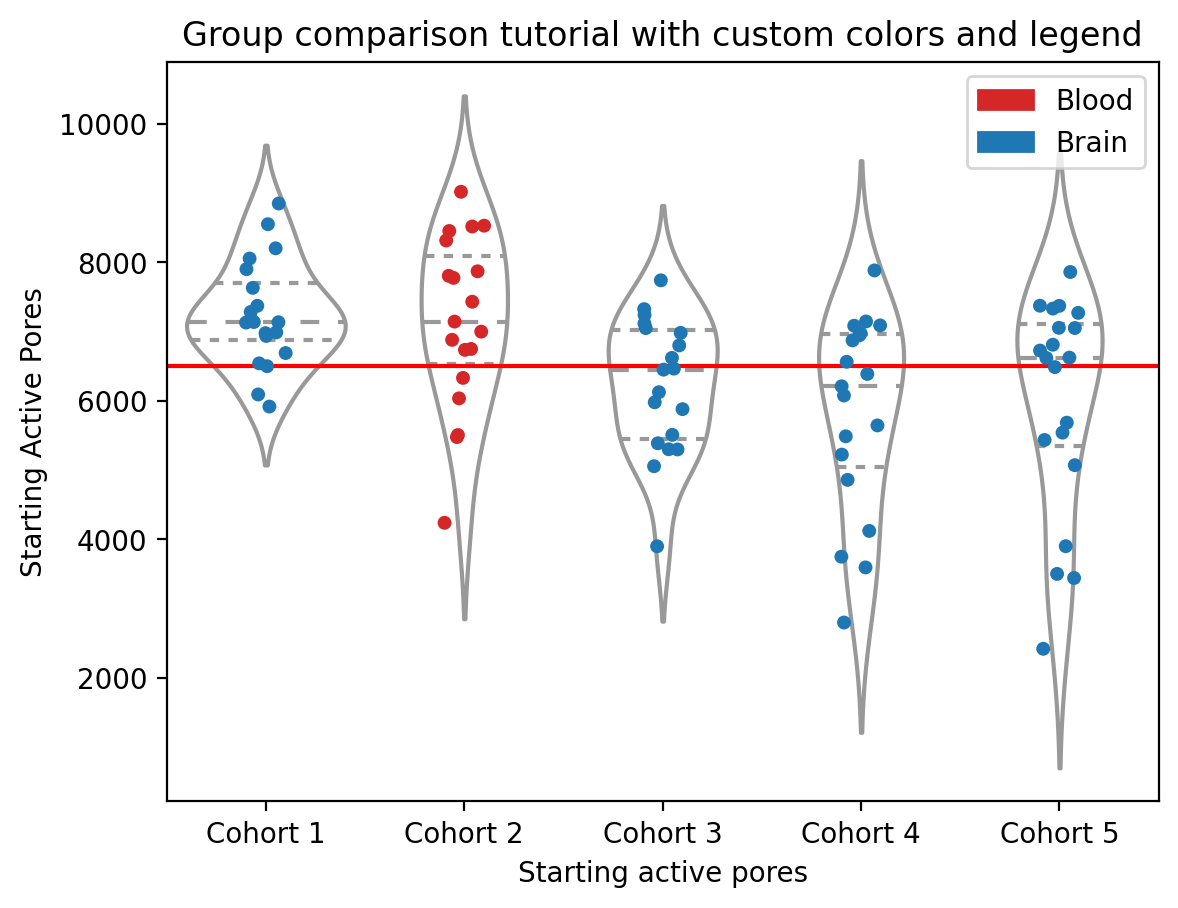 Group comparison tutorial with custom colors and legend
Blood
Brain
10000
8000
6000
4000
2000
Starting Active Pores
Cohort 1 Cohort 2 Cohort 3 Cohort 4 Cohort 5
Starting active pores